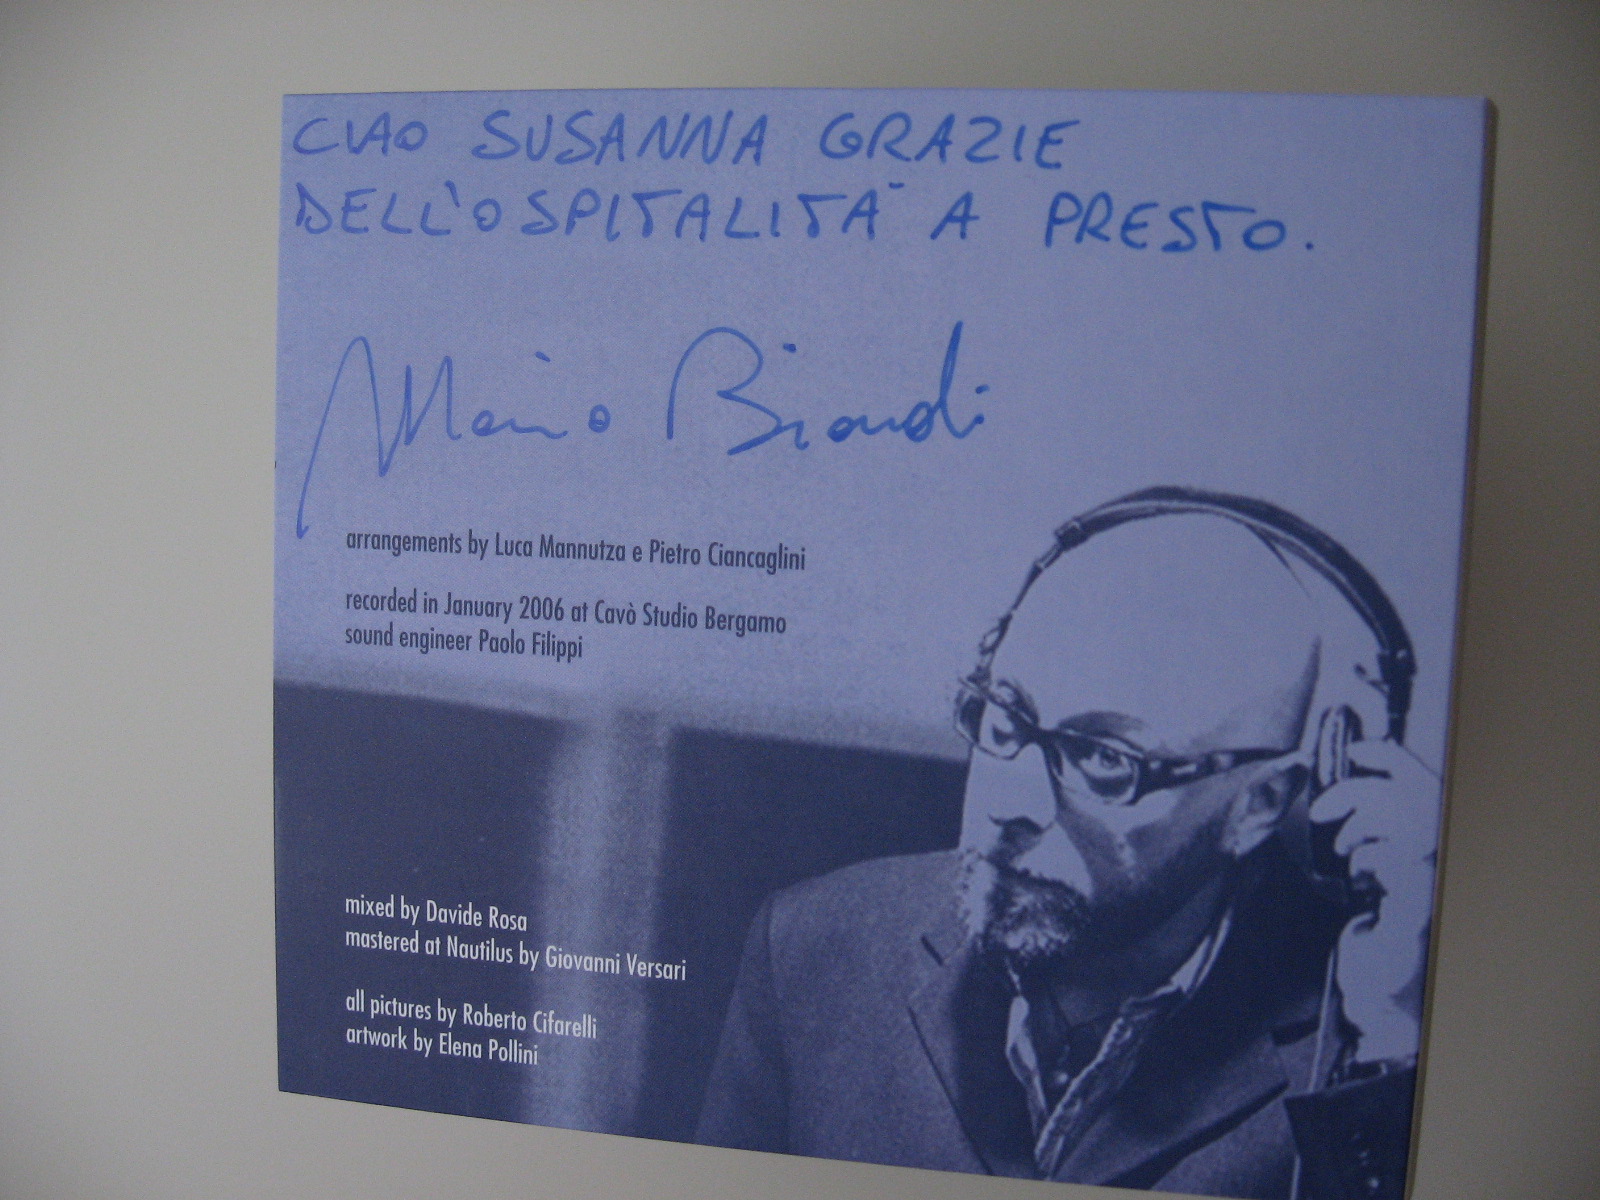 CIAO SUSANNA GRAZIE
DELL'OSPITALITÀ A PRESTO.
Mario Biondi
arrangements by Luca Mannutza e Pietro Ciancaglini
recorded in January 2006 at Cavò Studio Bergamo
sound engineer Paolo Filippi
mixed by Davide Rosa
mastered at Nautilus by Giovanni Versari
all pictures by Roberto Cifarelli
artwork by Elena Pollini